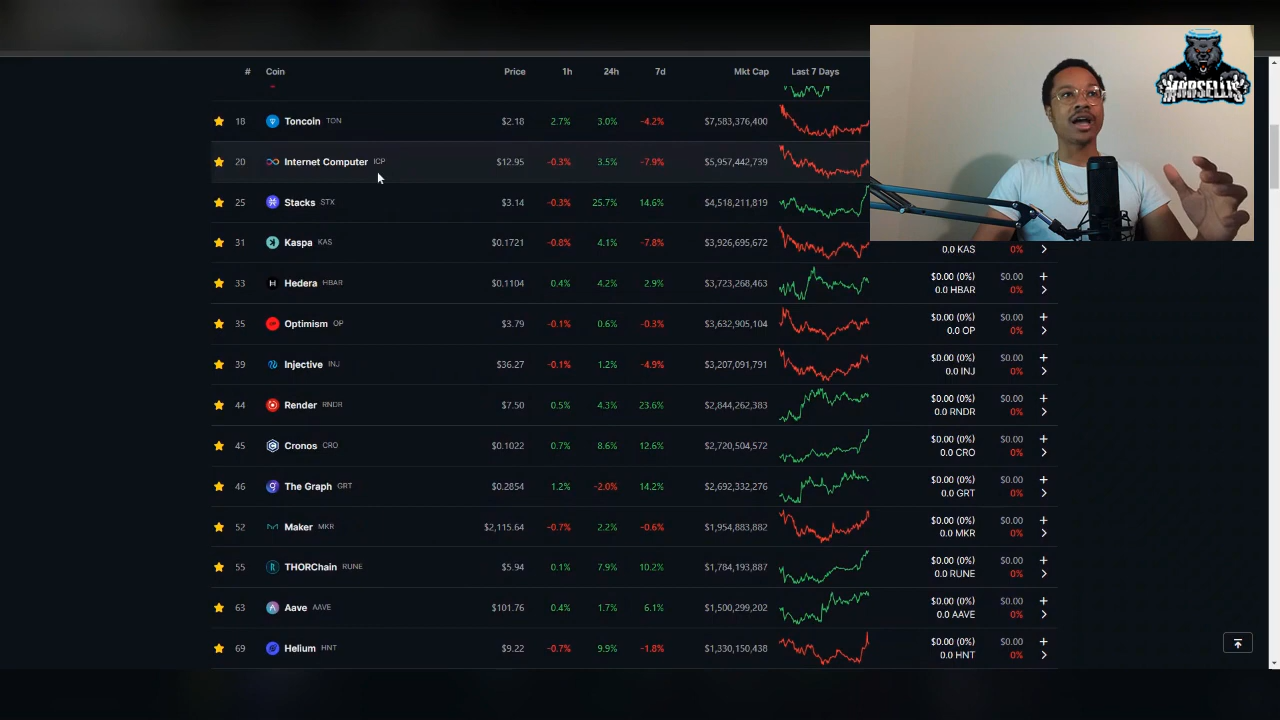 # Coin Price 1h 24h 7d Mkt Cap Last 7 Days
MARSELLIS
18 Toncoin TON $2.18 2.7% 3.0% -4.2% $7,583,376,400
20 Internet Computer ICP $12.95 -0.3% 3.5% -7.9% $5,957,442,739
25 Stacks STX $3.14 -0.3% 25.7% 14.6% $4,518,211,819
31 Kaspa KAS $0.1721 -0.8% 4.1% -7.8% $3,926,695,672
0.0 KAS 0%
33 Hedera HBAR $0.1104 0.4% 4.2% 2.9% $3,723,268,463 $0.00 (0%) $0.00
0.0 HBAR 0%
35 Optimism OP $3.79 -0.1% 0.6% -0.3% $3,632,905,104 $0.00 (0%) $0.00
0.0 OP 0%
39 Injective INJ $36.27 -0.1% 1.2% -4.9% $3,207,091,791 $0.00 (0%) $0.00
0.0 INJ 0%
44 Render RNDR $7.50 0.5% 4.3% 23.6% $2,844,262,383 $0.00 (0%) $0.00
0.0 RNDR 0%
45 Cronos CRO $0.1022 0.7% 8.6% 12.6% $2,720,504,572 $0.00 (0%) $0.00
0.0 CRO 0%
46 The Graph GRT $0.2854 1.2% -2.0% 14.2% $2,692,332,276 $0.00 (0%) $0.00
0.0 GRT 0%
52 Maker MKR $2,115.64 -0.7% 2.2% -0.6% $1,954,883,882 $0.00 (0%) $0.00
0.0 MKR 0%
55 THORChain RUNE $5.94 0.1% 7.9% 10.2% $1,784,193,887 $0.00 (0%) $0.00
0.0 RUNE 0%
63 Aave AAVE $101.76 0.4% 1.7% 6.1% $1,500,299,202 $0.00 (0%) $0.00
0.0 AAVE 0%
69 Helium HNT $9.22 -0.7% 9.9% -1.8% $1,330,150,438 $0.00 (0%) $0.00
0.0 HNT 0%